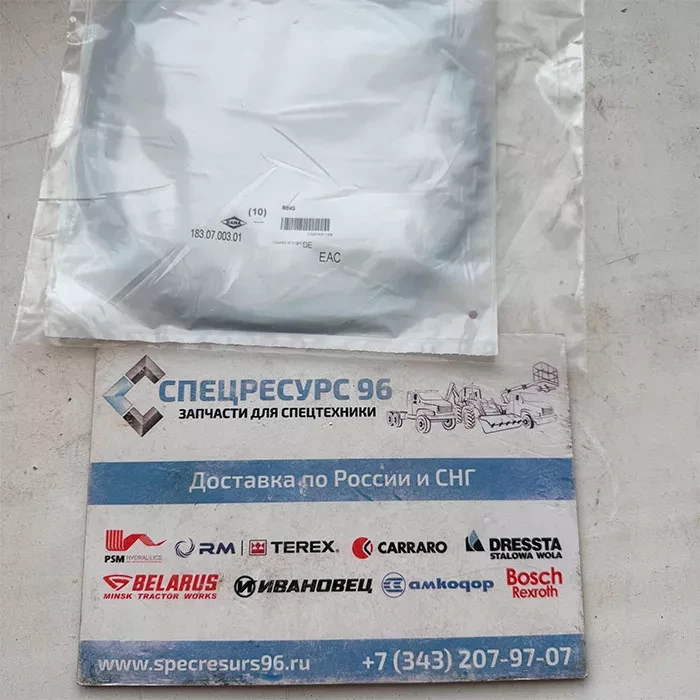 DANA
(10)
RING
183.07.003.01
DE
EAC
СПЕЦРЕСУРС 96
ЗАПЧАСТИ ДЛЯ СПЕЦТЕХНИКИ
Доставка по России и СНГ
PSM
HYDRAULICS
RM
TEREX®
CARRARO
DRESSTA
STALOWA WOLA
BELARUS
MINSK TRACTOR WORKS
ИВАНОВЕЦ
амкодор
Bosch
Rexroth
www.specresurs96.ru
+7 (343) 207-97-07